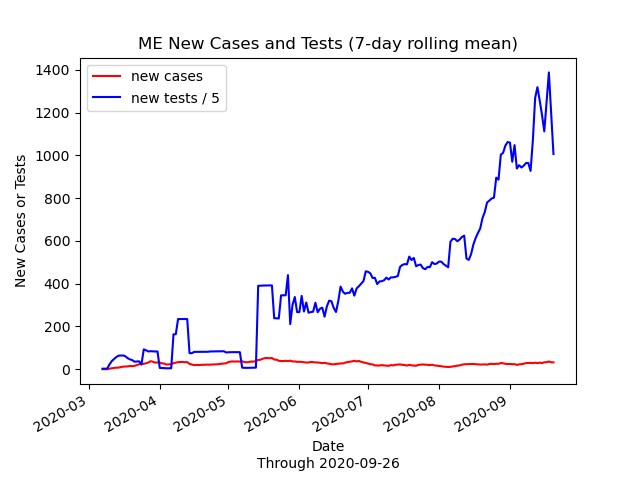 ME New Cases and Tests (7-day rolling mean)
new cases
new tests / 5
1400
1200
1000
800
600
400
200
0
New Cases or Tests
2020-03
2020-04
2020-05
2020-06
2020-07
2020-08
2020-09
Date
Through 2020-09-26